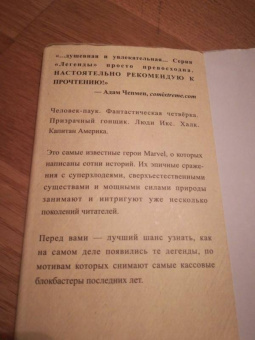 «...душевная и увлекательная... Серия
«Легенды» просто превосходна.
НАСТОЯТЕЛЬНО РЕКОМЕНДУЮ К
ПРОЧТЕНИЮ!»
— Адам Чепмен, comixtreme.com
Человек-паук. Фантастическая четвёрка.
Призрачный гонщик. Люди Икс. Халк.
Капитан Америка.
Это самые известные герои Marvel, о которых
написаны сотни историй. Их эпичные сраже-
ния с суперзлодеями, сверхъестественными
существами и мощными силами природы
занимают и интригуют уже несколько
поколений читателей.
Перед вами — лучший шанс узнать, как
на самом деле появились те легенды, по
мотивам которых снимают самые кассовые
блокбастеры последних лет.